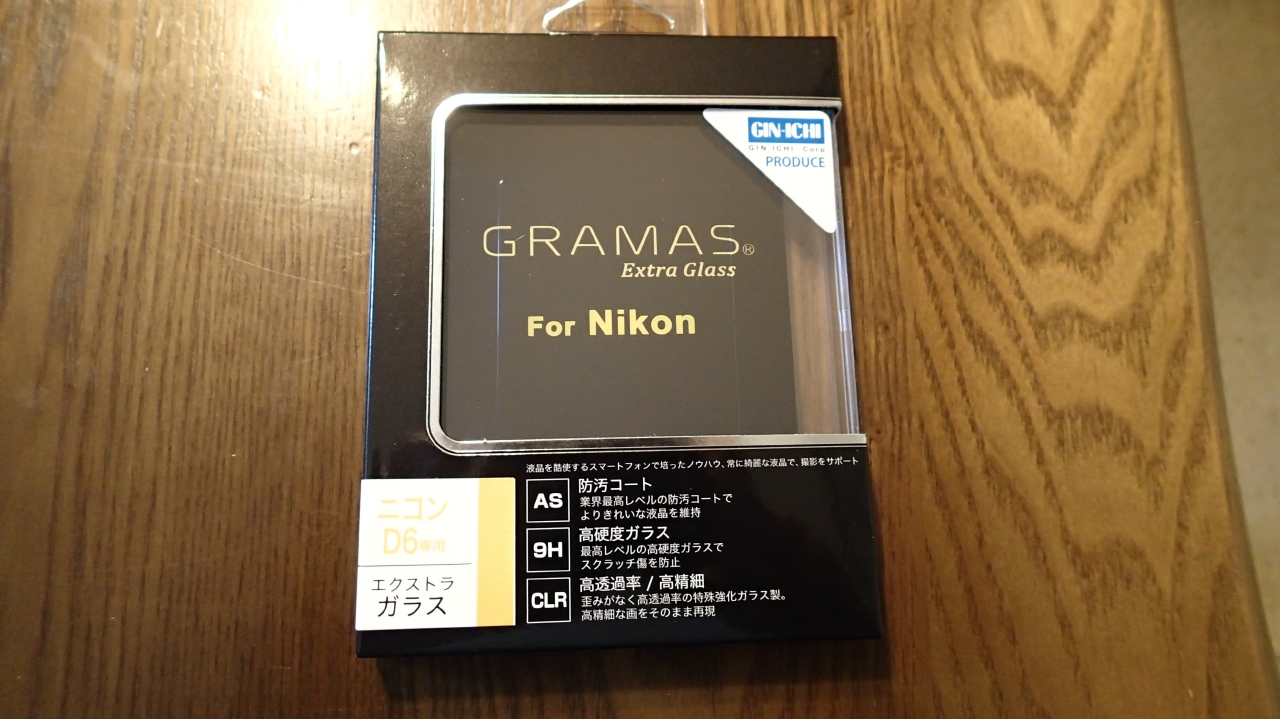 GIN-ICHI
GIN-ICHI Corp
PRODUCE
GRAMAS®
Extra Glass
For Nikon
液晶を酷使するスマートフォンで培ったノウハウ、常に綺麗な液晶で、撮影をサポート
AS
防汚コート
業界最高レベルの防汚コートで
よりきれいな液晶を維持
9H
高硬度ガラス
最高レベルの高硬度ガラスで
スクラッチ傷を防止
CLR
高透過率 / 高精細
歪みがなく高透過率の特殊強化ガラス製。
高精細な画をそのまま再現
ニコン
D6専用
エクストラ
ガラス